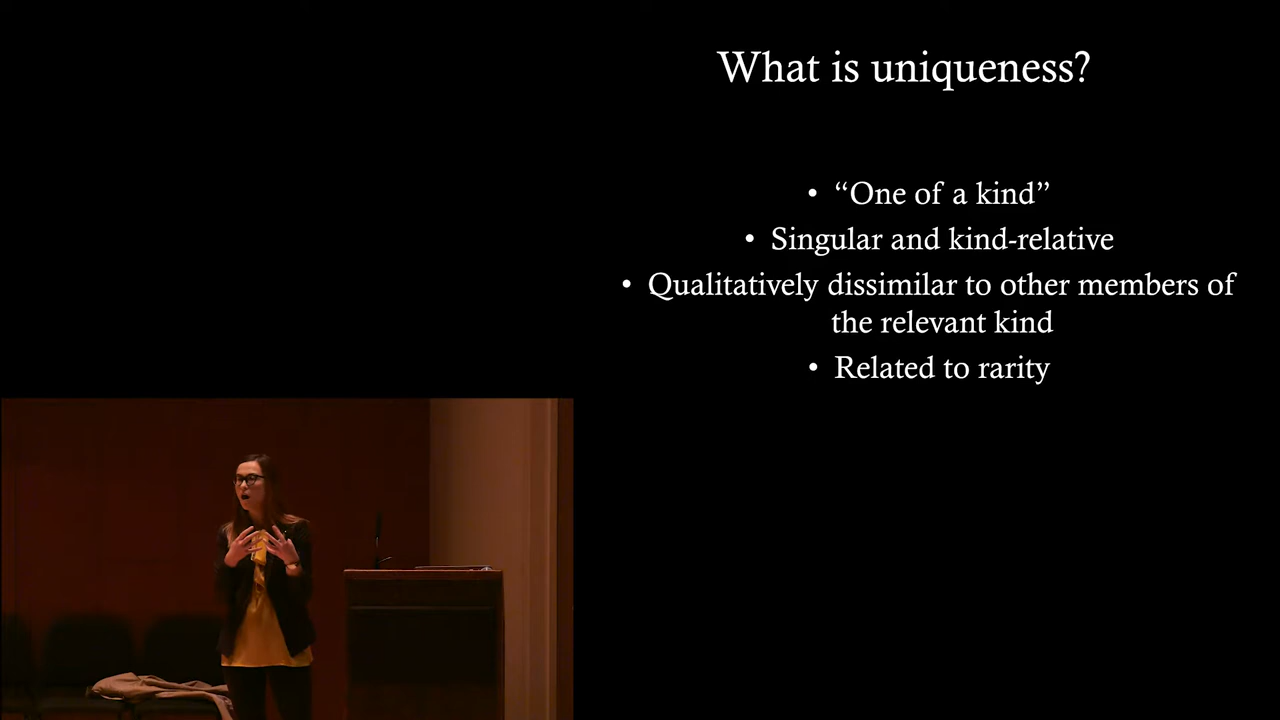 What is uniqueness?
• “One of a kind”
• Singular and kind-relative
• Qualitatively dissimilar to other members of
the relevant kind
• Related to rarity